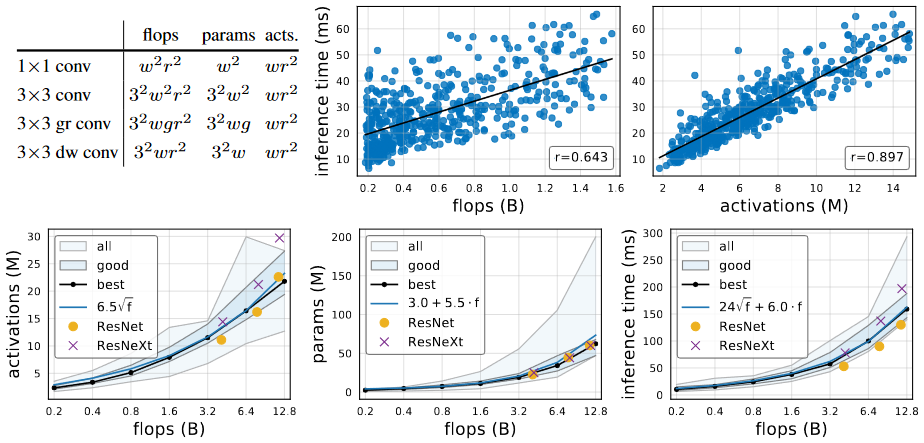 flops params acts.
1×1 conv w²r² w² wr²
3×3 conv 3²w²r² 3²w² wr²
3×3 gr conv 3²wgr² 3²wg wr²
3×3 dw conv 3²wr² 3²w wr²
inference time (ms)
60
50
40
30
20
10
r=0.643
0.2 0.4 0.6 0.8 1.0 1.2 1.4 1.6
flops (B)
60
50
40
30
20
10
r=0.897
2 4 6 8 10 12 14
activations (M)
activations (M)
30
25
20
15
10
5
all
good
best
6.5√f
ResNet
ResNeXt
0.2 0.4 0.8 1.6 3.2 6.4 12.8
flops (B)
params (M)
200
150
100
50
0
all
good
best
3.0 + 5.5 · f
ResNet
ResNeXt
0.2 0.4 0.8 1.6 3.2 6.4 12.8
flops (B)
inference time (ms)
300
250
200
150
100
50
0
all
good
best
24√f + 6.0 · f
ResNet
ResNeXt
0.2 0.4 0.8 1.6 3.2 6.4 12.8
flops (B)